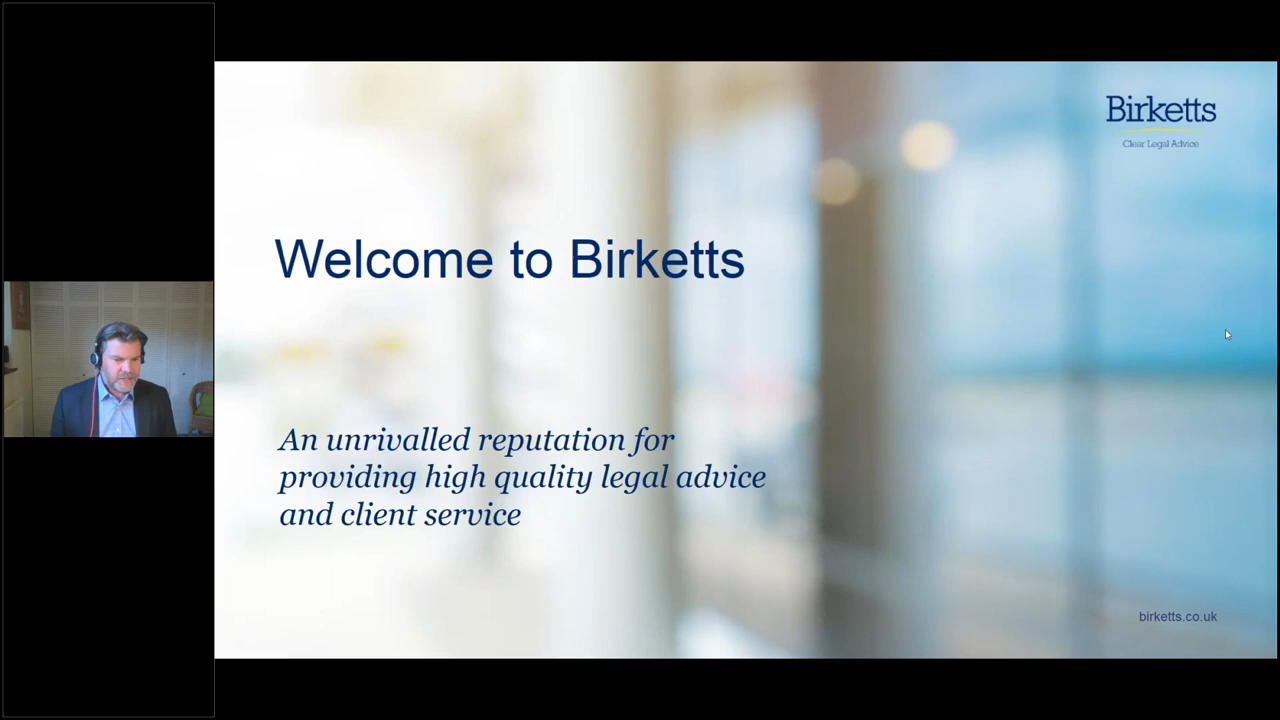 Birketts
Clear Legal Advice
Welcome to Birketts
An unrivalled reputation for
providing high quality legal advice
and client service
birketts.co.uk